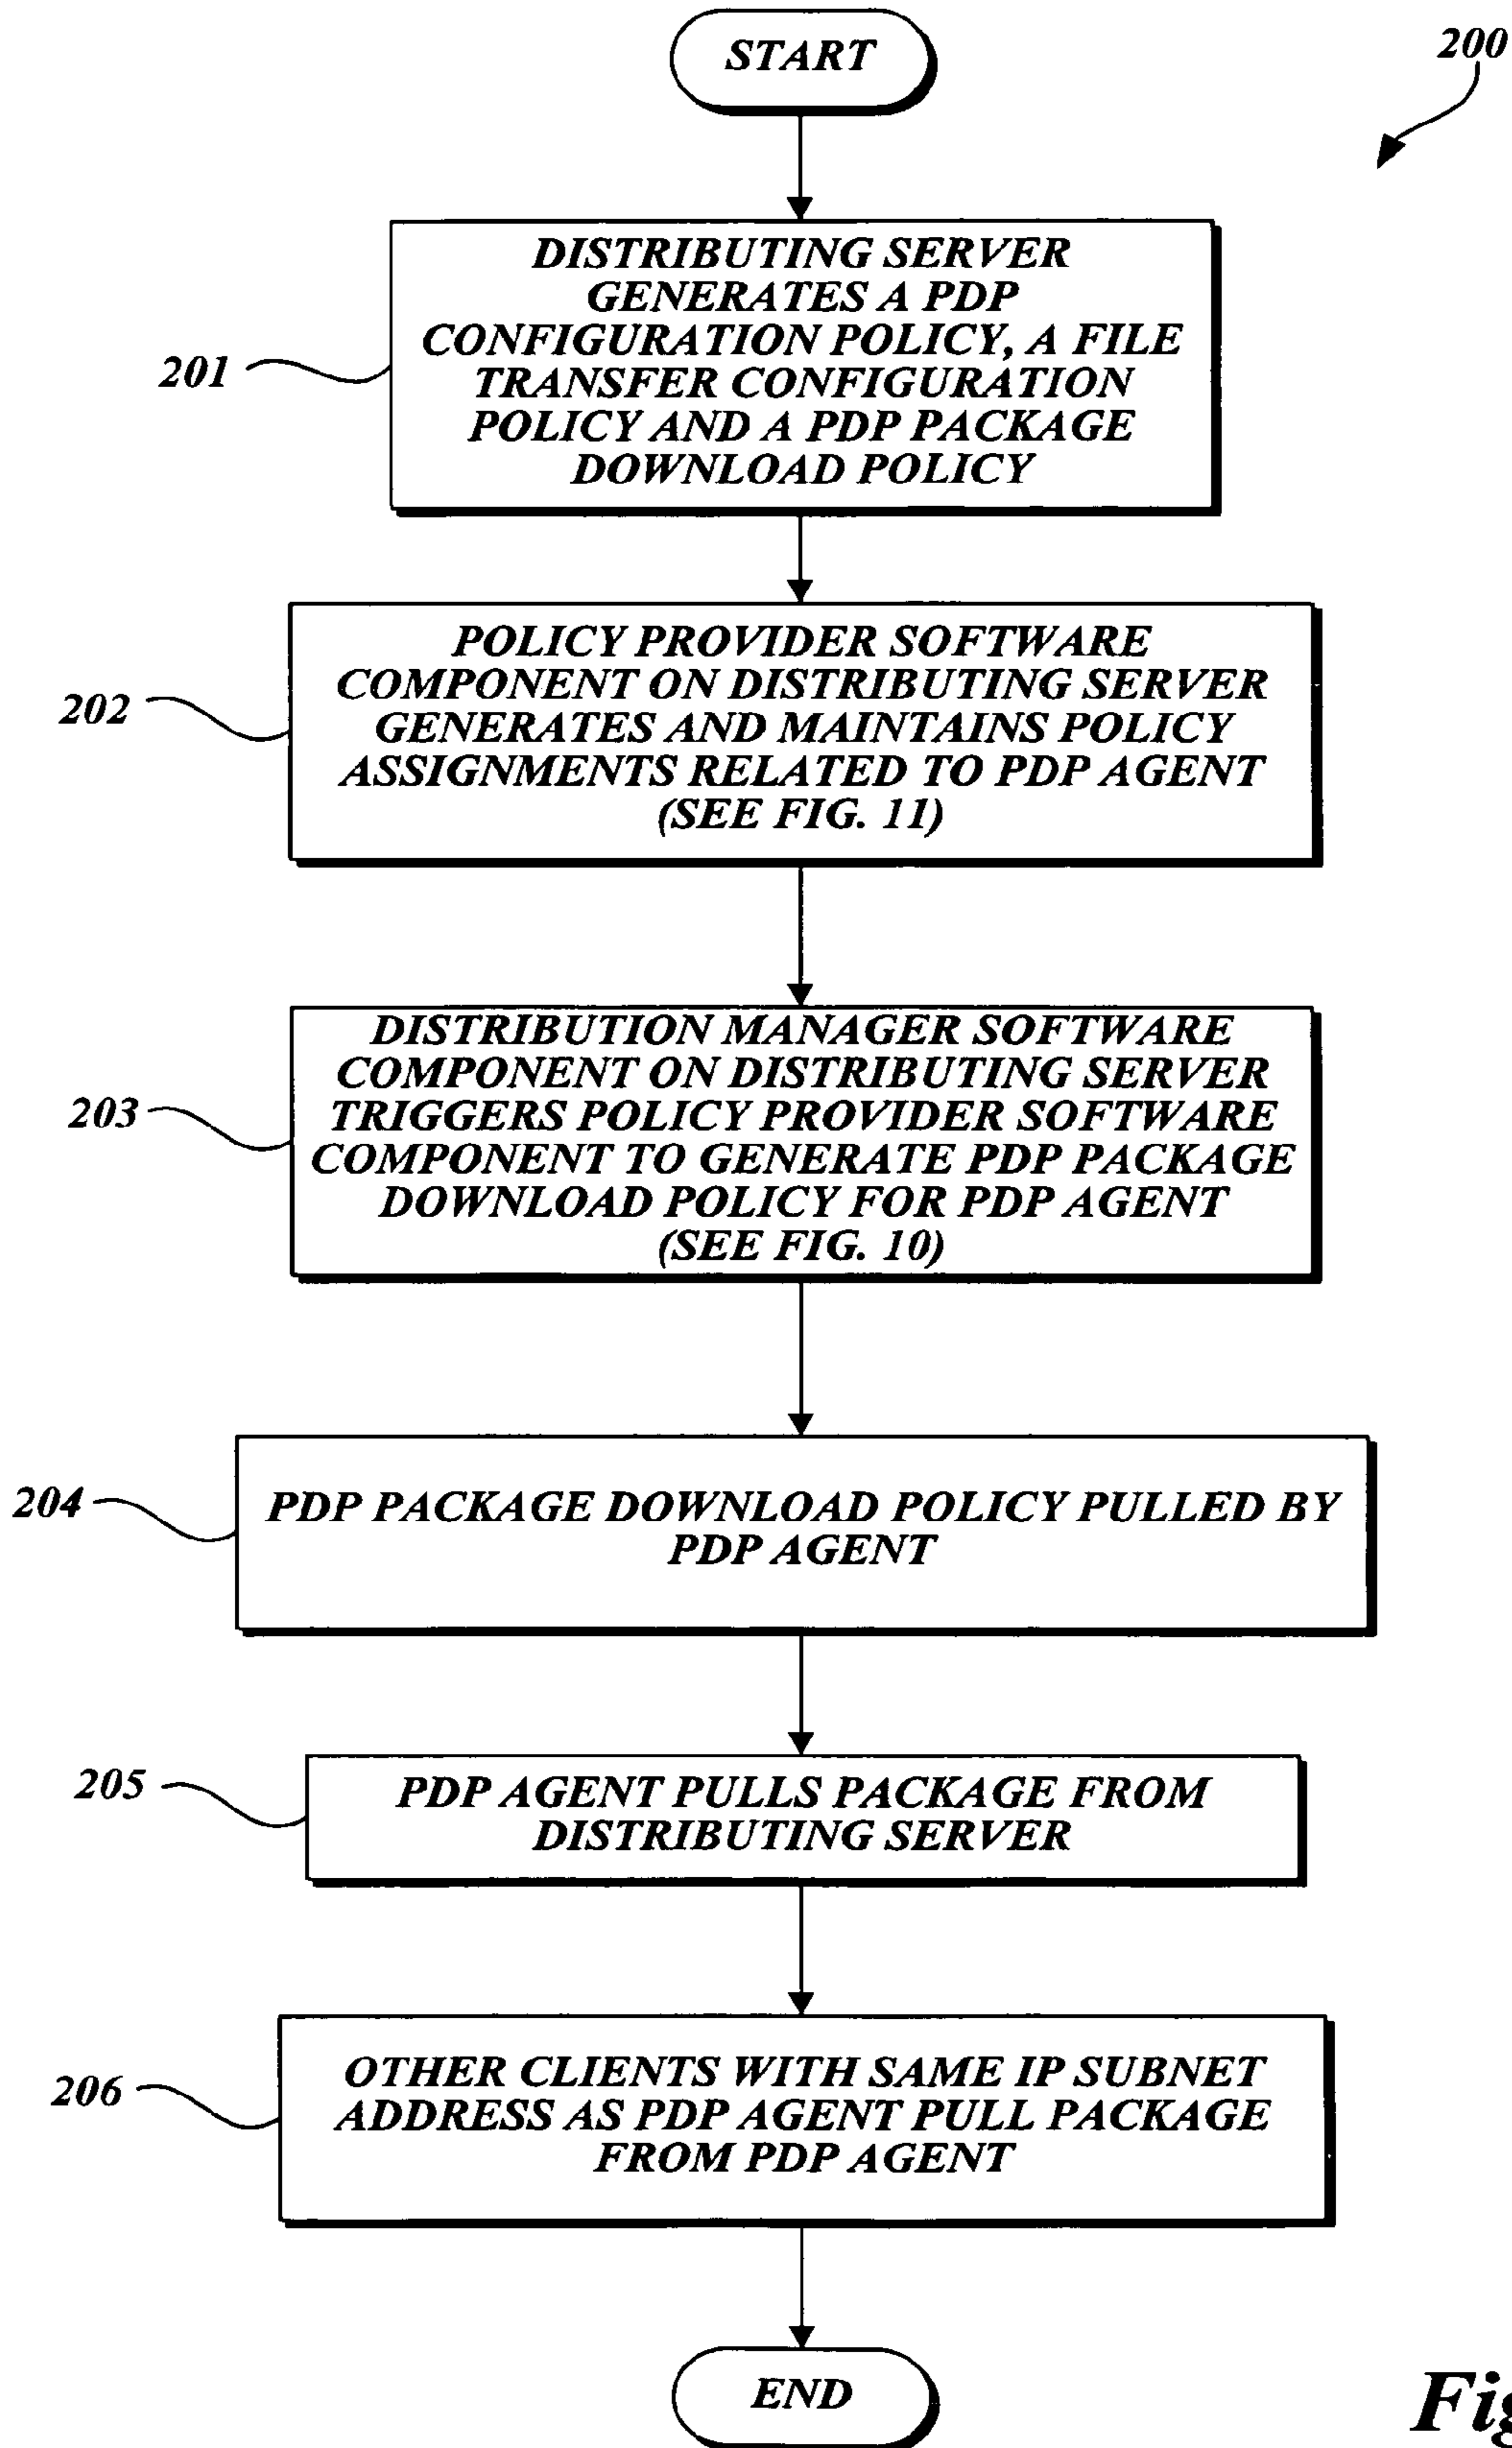 START
200
DISTRIBUTING SERVER
GENERATES A PDP
CONFIGURATION POLICY, A FILE
TRANSFER CONFIGURATION
POLICY AND A PDP PACKAGE
DOWNLOAD POLICY
201
POLICY PROVIDER SOFTWARE
COMPONENT ON DISTRIBUTING SERVER
GENERATES AND MAINTAINS POLICY
ASSIGNMENTS RELATED TO PDP AGENT
(SEE FIG. 11)
202
DISTRIBUTION MANAGER SOFTWARE
COMPONENT ON DISTRIBUTING SERVER
TRIGGERS POLICY PROVIDER SOFTWARE
COMPONENT TO GENERATE PDP PACKAGE
DOWNLOAD POLICY FOR PDP AGENT
(SEE FIG. 10)
203
PDP PACKAGE DOWNLOAD POLICY PULLED BY
PDP AGENT
204
PDP AGENT PULLS PACKAGE FROM
DISTRIBUTING SERVER
205
OTHER CLIENTS WITH SAME IP SUBNET
ADDRESS AS PDP AGENT PULL PACKAGE
FROM PDP AGENT
206
END